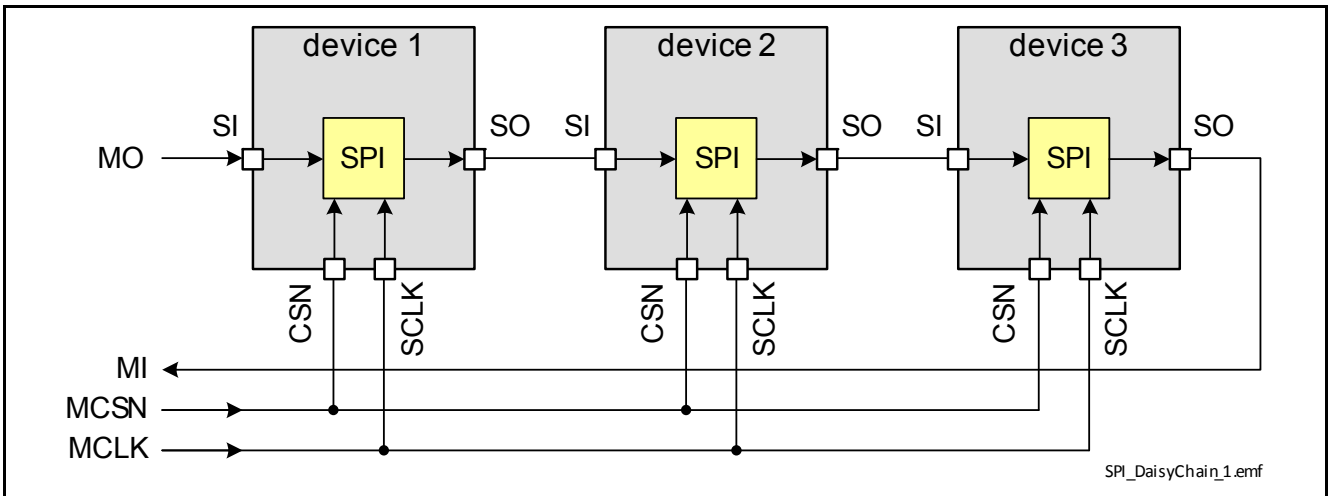 device 1
device 2
device 3
SI
SO
SI
SO
SI
SO
MO
SPI
SPI
SPI
CSN
SCLK
CSN
SCLK
CSN
SCLK
MI
MCSN
MCLK
SPI_DaisyChain_1.emf